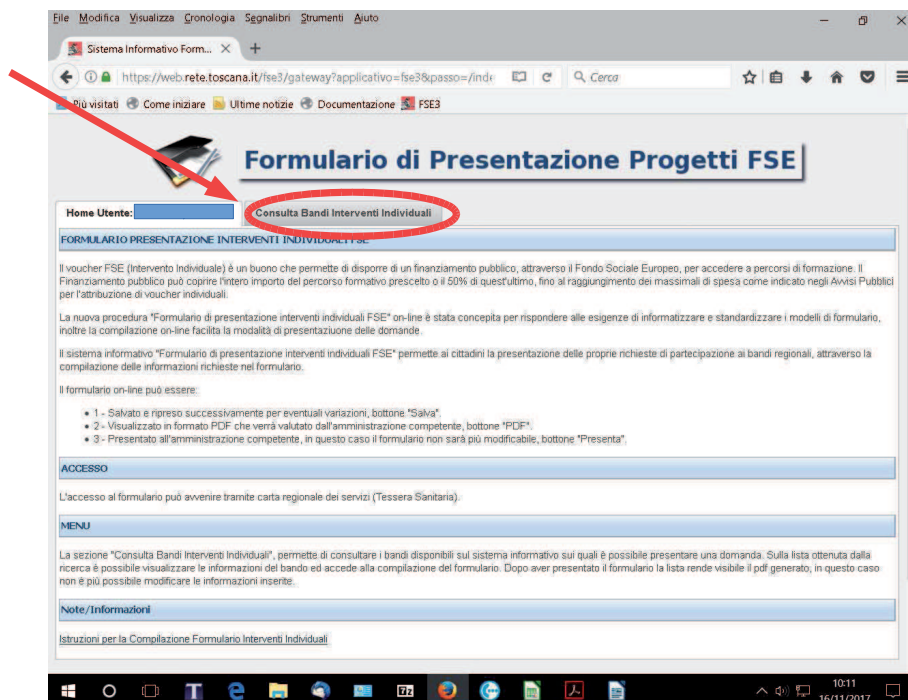 File Modifica Visualizza Cronologia Segnalibri Strumenti Aiuto
Sistema Informativo Form... × +
https://web.rete.toscana.it/fse3/gateway?applicativo=fse3&passo=/inde
Cerca
Più visitati Come iniziare Ultime notizie Documentazione FSE3
Formulario di Presentazione Progetti FSE
Home Utente: Consulta Bandi Interventi Individuali
FORMULARIO PRESENTAZIONE INTERVENTI INDIVIDUALI FSE
Il voucher FSE (Intervento Individuale) è un buono che permette di disporre di un finanziamento pubblico, attraverso il Fondo Sociale Europeo, per accedere a percorsi di formazione. Il
Finanziamento pubblico può coprire l'intero importo del percorso formativo prescelto o il 50% di quest'ultimo, fino al raggiungimento dei massimali di spesa come indicato negli Avvisi Pubblici
per l'attribuzione di voucher individuali.
La nuova procedura "Formulario di presentazione interventi individuali FSE" on-line è stata concepita per rispondere alle esigenze di informatizzare e standardizzare i modelli di formulario,
inoltre la compilazione on-line facilita la modalità di presentaziuone delle domande.
Il sistema informativo "Formulario di presentazione interventi individuali FSE" permette ai cittadini la presentazione delle proprie richieste di partecipazione ai bandi regionali, attraverso la
compilazione delle informazioni richieste nel formulario.
Il formulario on-line può essere:
• 1 - Salvato e ripreso successivamente per eventuali variazioni, bottone "Salva".
• 2 - Visualizzato in formato PDF che verrà valutato dall'amministrazione competente, bottone "PDF".
• 3 - Presentato all'amministrazione competente, in questo caso il formulario non sarà più modificabile, bottone "Presenta".
ACCESSO
L'accesso al formulario può avvenire tramite carta regionale dei servizi (Tessera Sanitaria).
MENU
La sezione "Consulta Bandi Interventi Individuali", permette di consultare i bandi disponibili sul sistema informativo sui quali è possibile presentare una domanda. Sulla lista ottenuta dalla
ricerca è possibile visualizzare le informazioni del bando ed accede alla compilazione del formulario. Dopo aver presentato il formulario la lista rende visibile il pdf generato, in questo caso
non è più possibile modificare le informazioni inserite.
Note/Informazioni
Istruzioni per la Compilazione Formulario Interventi Individuali
10:11
16/11/2017